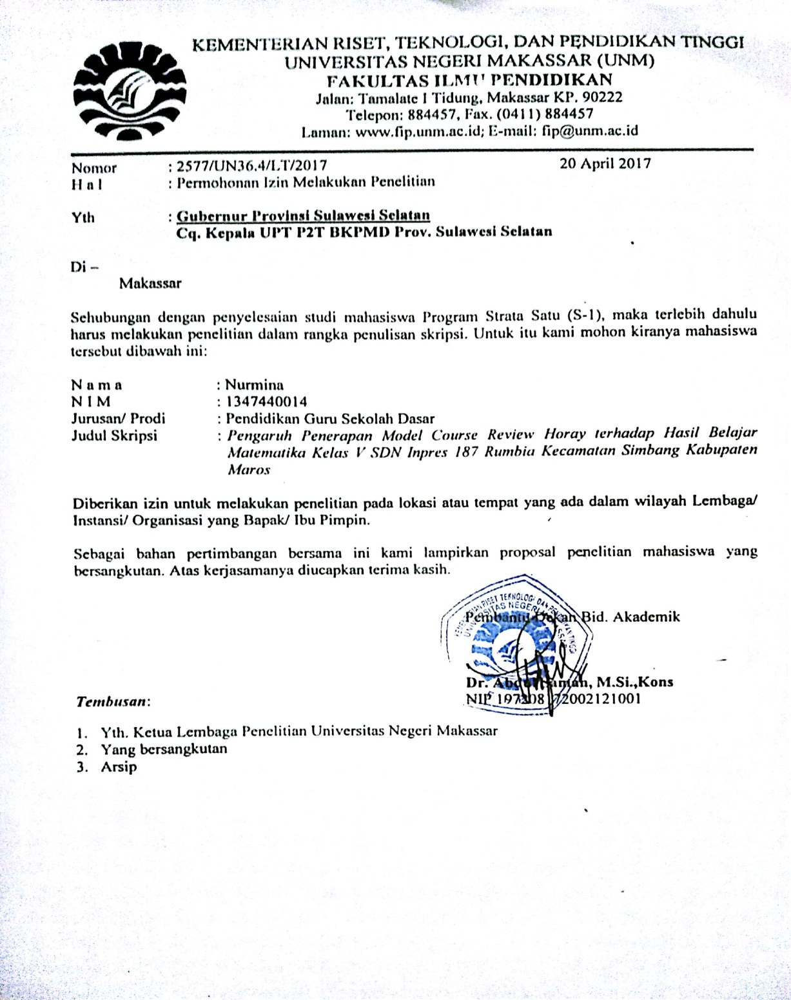 KEMENTERIAN RISET, TEKNOLOGI, DAN PENDIDIKAN TINGGI
UNIVERSITAS NEGERI MAKASSAR (UNM)
FAKULTAS ILMU PENDIDIKAN
Jalan: Tamalate I Tidung, Makassar KP. 90222
Telepon: 884457, Fax. (0411) 884457
Laman: www.fip.unm.ac.id; E-mail: fip@unm.ac.id
Nomor : 2577/UN36.4/LT/2017 20 April 2017
H a l : Permohonan Izin Melakukan Penelitian
Yth : Gubernur Provinsi Sulawesi Selatan
Cq. Kepala UPT P2T BKPMD Prov. Sulawesi Selatan
Di –
Makassar
Sehubungan dengan penyelesaian studi mahasiswa Program Strata Satu (S-1), maka terlebih dahulu
harus melakukan penelitian dalam rangka penulisan skripsi. Untuk itu kami mohon kiranya mahasiswa
tersebut dibawah ini:
N a m a : Nurmina
N I M : 1347440014
Jurusan/ Prodi : Pendidikan Guru Sekolah Dasar
Judul Skripsi : Pengaruh Penerapan Model Course Review Horay terhadap Hasil Belajar
Matematika Kelas V SDN Inpres 187 Rumbia Kecamatan Simbang Kabupaten
Maros
Diberikan izin untuk melakukan penelitian pada lokasi atau tempat yang ada dalam wilayah Lembaga/
Instansi/ Organisasi yang Bapak/ Ibu Pimpin.
Sebagai bahan pertimbangan bersama ini kami lampirkan proposal penelitian mahasiswa yang
bersangkutan. Atas kerjasamanya diucapkan terima kasih.
RISET TEKNOLOGI DAN PENDIDIKAN TINGGI
UNIVERSITAS NEGERI
Pembantu Dekan Bid. Akademik
Dr. M.Si.,Kons
NIP
Tembusan:
1. Yth. Ketua Lembaga Penelitian Universitas Negeri Makassar
2. Yang bersangkutan
3. Arsip